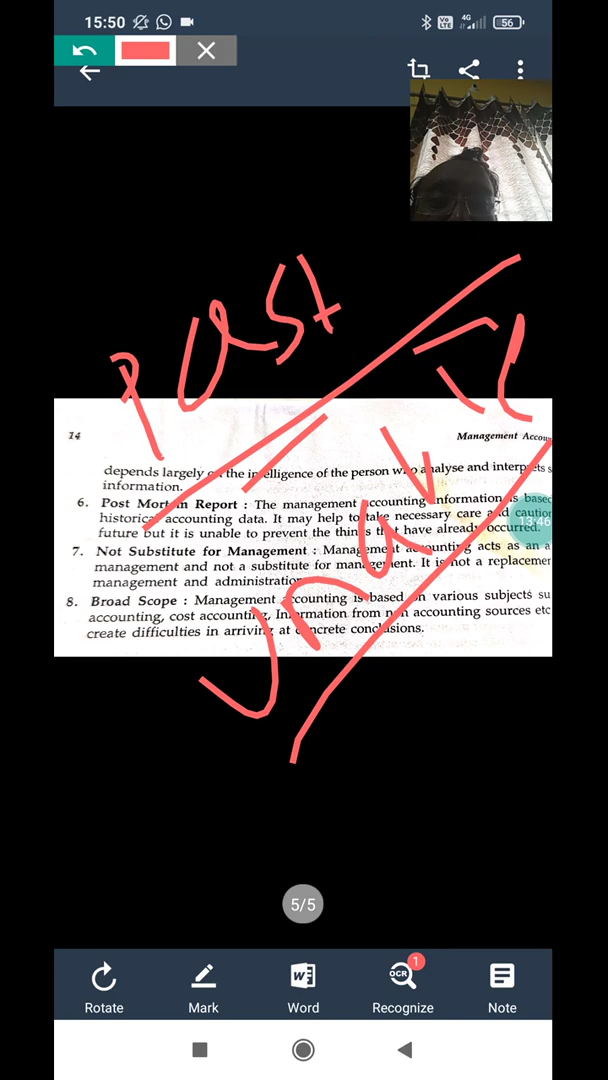 15:50
4G
56
past
14
Management Accou
depends largely on the intelligence of the person who analyse and interprets s
information.
6. Post Mortem Report : The management accounting information is based
historical accounting data. It may help to take necessary care and caution
future but it is unable to prevent the things that have already occurred.
13:46
7. Not Substitute for Management : Management accounting acts as an a
management and not a substitute for management. It is not a replacemen
management and administration
8. Broad Scope : Management accounting is based on various subjects su
accounting, cost accounting, Information from non accounting sources etc
create difficulties in arriving at concrete conclusions.
5/5
OCR
1
Rotate
Mark
Word
Recognize
Note